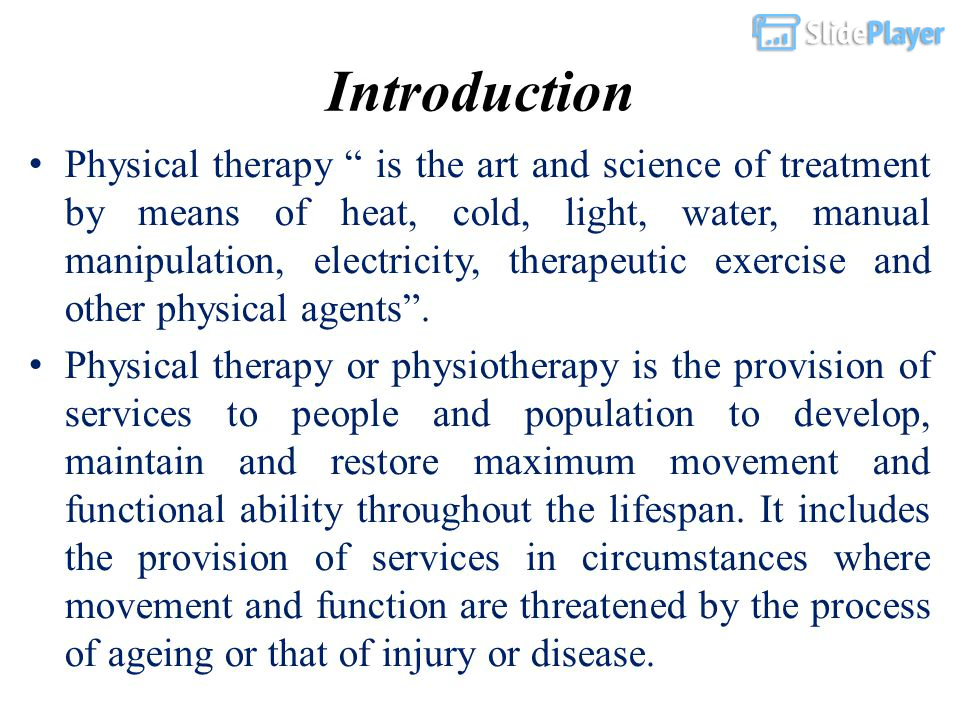 SlidePlayer
Introduction
• Physical therapy “ is the art and science of treatment
by means of heat, cold, light, water, manual
manipulation, electricity, therapeutic exercise and
other physical agents”.
• Physical therapy or physiotherapy is the provision of
services to people and population to develop,
maintain and restore maximum movement and
functional ability throughout the lifespan. It includes
the provision of services in circumstances where
movement and function are threatened by the process
of ageing or that of injury or disease.